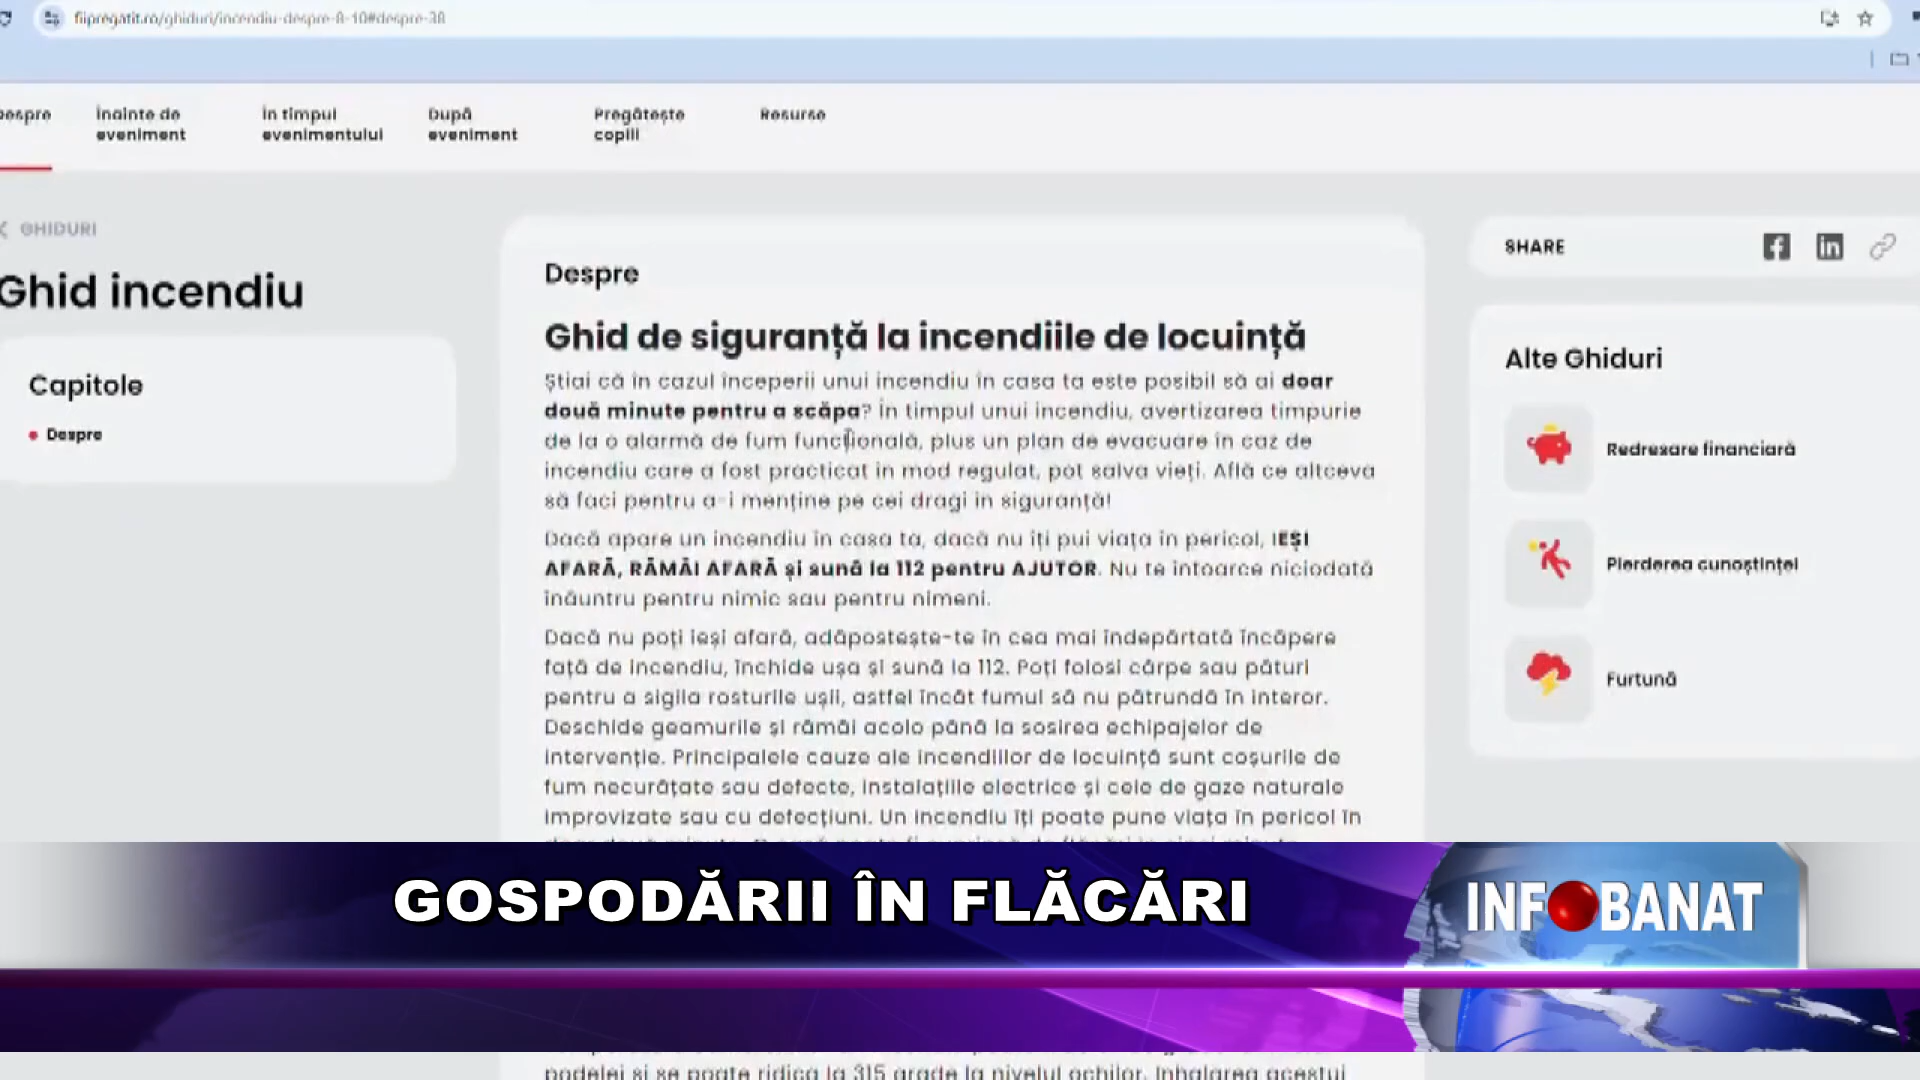 fiipregatit.ro/ghiduri/incendiu-despre-8-10#despre-38
Despre
Înainte de
eveniment
În timpul
evenimentului
După
eveniment
Pregătește
copiii
Resurse
GHIDURI
Ghid incendiu
Capitole
Despre
Despre
Ghid de siguranță la incendiile de locuință
Știai că în cazul începerii unui incendiu în casa ta este posibil să ai doar
două minute pentru a scăpa? În timpul unui incendiu, avertizarea timpurie
de la o alarmă de fum funcțională, plus un plan de evacuare în caz de
incendiu care a fost practicat în mod regulat, pot salva vieți. Află ce altceva
să faci pentru a-i menține pe cei dragi în siguranță!
Dacă apare un incendiu în casa ta, dacă nu îți pui viața în pericol, IEȘI
AFARĂ, RĂMÂI AFARĂ și sună la 112 pentru AJUTOR. Nu te întoarce niciodată
înăuntru pentru nimic sau pentru nimeni.
Dacă nu poți ieși afară, adăpostește-te în cea mai îndepărtată încăpere
față de incendiu, închide ușa și sună la 112. Poți folosi cârpe sau pături
pentru a sigila rosturile ușii, astfel încât fumul să nu pătrundă în interor.
Deschide geamurile și rămâi acolo până la sosirea echipajelor de
intervenție. Principalele cauze ale incendiilor de locuință sunt coșurile de
fum necurățate sau defecte, instalațiile electrice și cele de gaze naturale
improvizate sau cu defecțiuni. Un incendiu îți poate pune viața în pericol în
SHARE
Alte Ghiduri
Redresare financiară
Pierderea cunoștinței
Furtună
GOSPODĂRII ÎN FLĂCĂRI
INFOBANAT
podelei și se poate ridica la 315 grade la nivelul ochilor. Inhalarea acestui